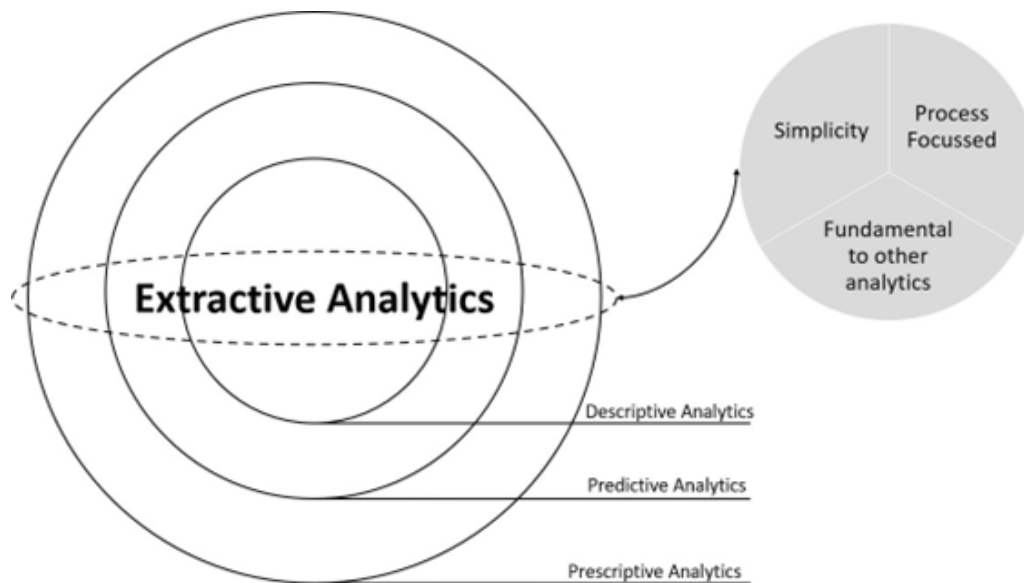 Simplicity
Process
Focussed
Fundamental
to other
analytics
Extractive Analytics
Descriptive Analytics
Predictive Analytics
Prescriptive Analytics